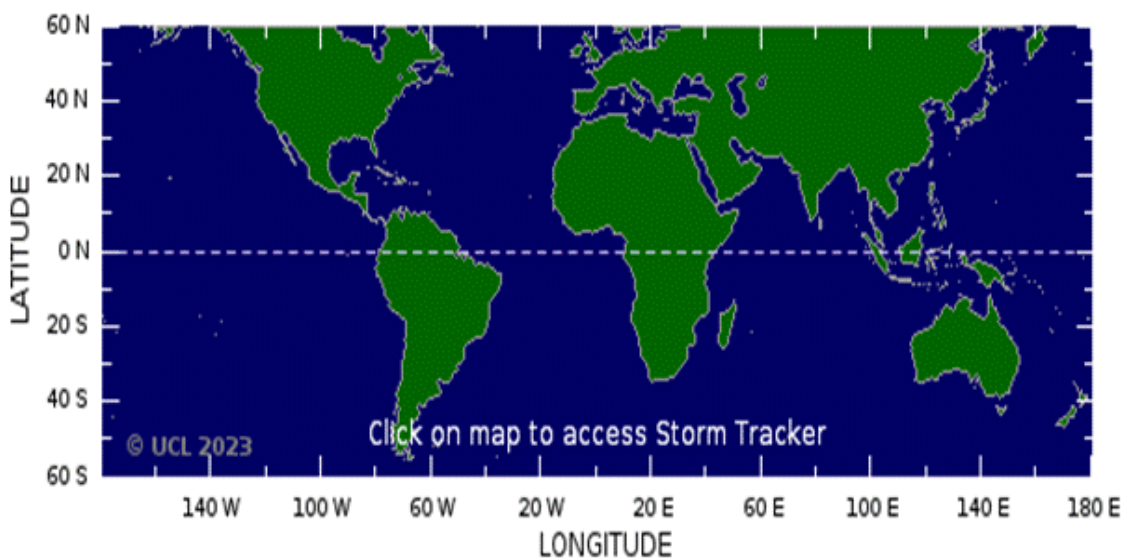 60 N
40 N
20 N
0 N
20 S
40 S
60 S
LATITUDE
Click on map to access Storm Tracker
© UCL 2023
140 W 100 W 60 W 20 W 20 E 60 E 100 E 140 E 180 E
LONGITUDE